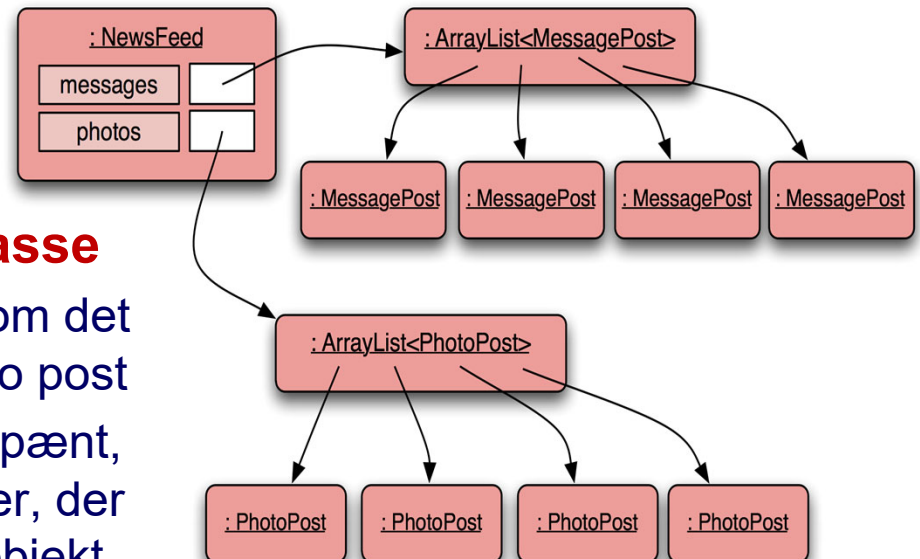 : NewsFeed
messages
photos
: ArrayList<MessagePost>
: MessagePost
: MessagePost
: MessagePost
: MessagePost
om det
o post
pænt,
er, der
: ArrayList<PhotoPost>
: PhotoPost
: PhotoPost
: PhotoPost
: PhotoPost